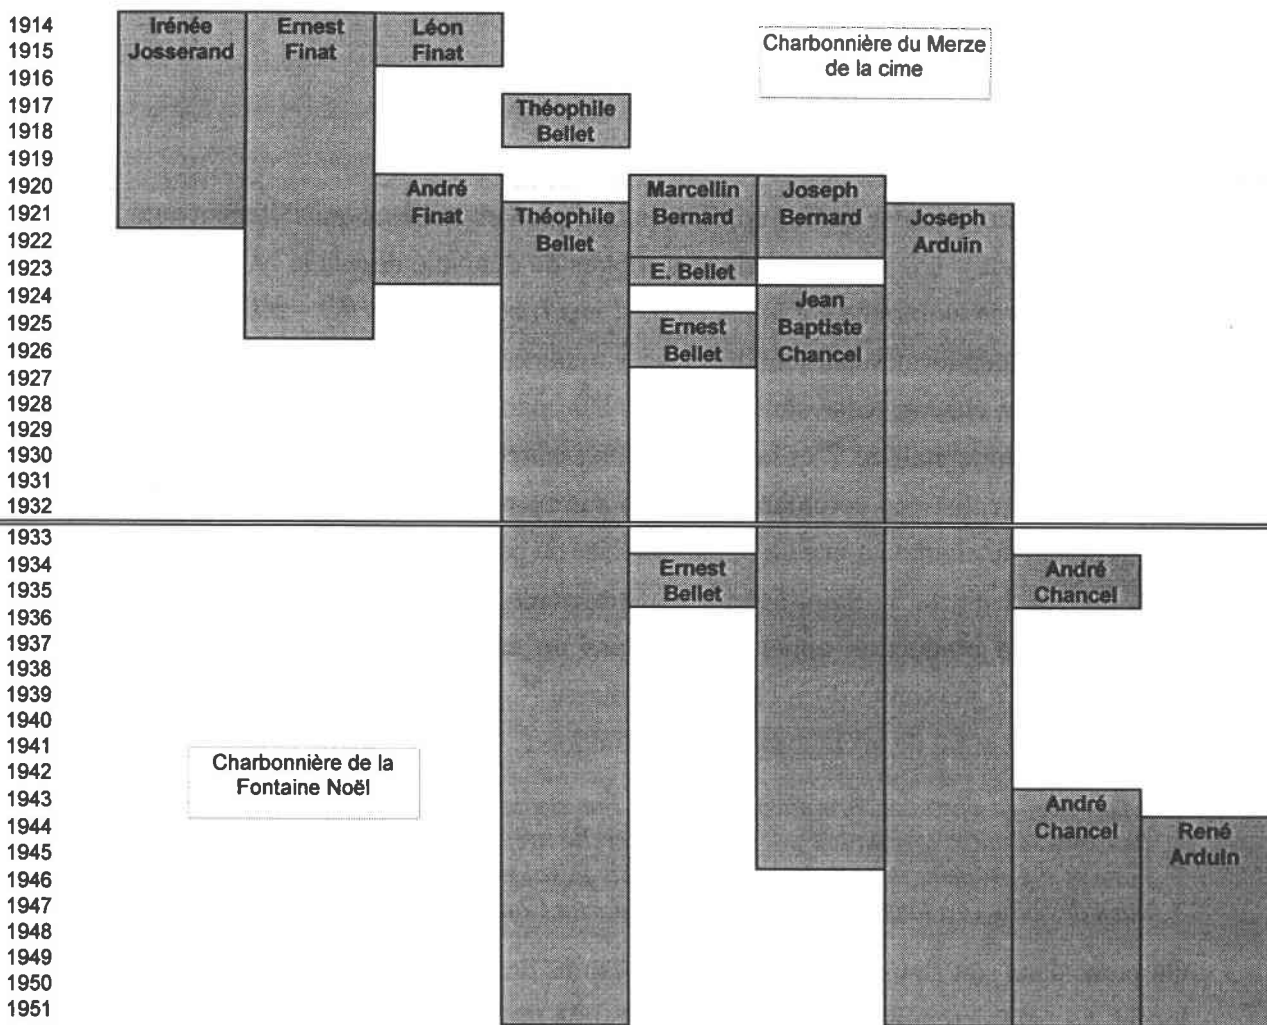 1914
Irénée
Josserand
Ernest
Finat
Léon
Finat
1915
Charbonnière du Merze
de la cime
1916
1917
Théophile
Bellet
1918
1919
1920
André
Finat
Marcellin
Bernard
Joseph
Bernard
1921
Théophile
Bellet
Joseph
Arduin
1922
1923
E. Bellet
1924
Jean
Baptiste
Chancel
1925
Ernest
Bellet
1926
1927
1928
1929
1930
1931
1932
1933
1934
Ernest
Bellet
André
Chancel
1935
1936
1937
1938
1939
1940
1941
Charbonnière de la
Fontaine Noël
1942
1943
André
Chancel
1944
René
Arduin
1945
1946
1947
1948
1949
1950
1951